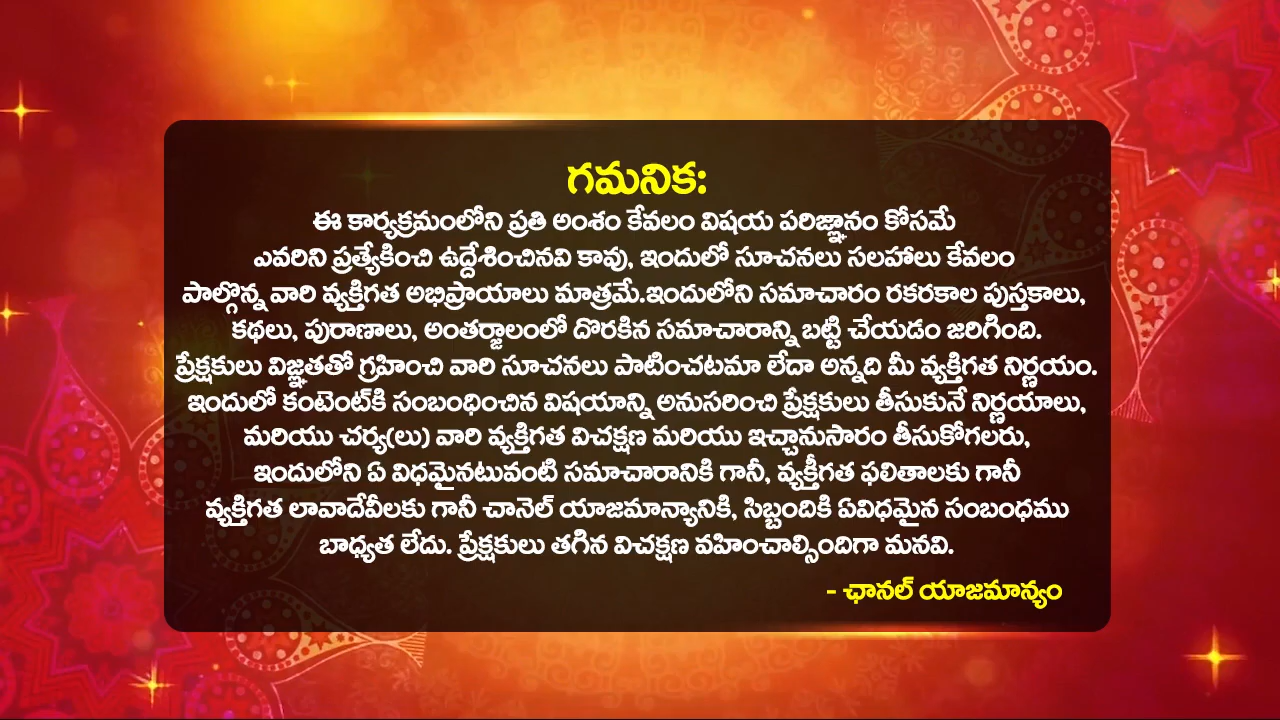 గమనిక:
ఈ కార్యక్రమంలోని ప్రతి అంశం కేవలం విషయ పరిజ్ఞానం కోసమే
ఎవరిని ప్రత్యేకించి ఉద్దేశించినవి కావు, ఇందులో సూచనలు సలహాలు కేవలం
పాల్గొన్న వారి వ్యక్తిగత అభిప్రాయాలు మాత్రమే.ఇందులోని సమాచారం రకరకాల పుస్తకాలు,
కథలు, పురాణాలు, అంతర్జాలంలో దొరకిన సమాచారాన్ని బట్టి చేయడం జరిగింది.
ప్రేక్షకులు విజ్ఞతతో గ్రహించి వారి సూచనలు పాటించటమా లేదా అన్నది మీ వ్యక్తిగత నిర్ణయం.
ఇందులో కంటెంట్‌కి సంబంధించిన విషయాన్ని అనుసరించి ప్రేక్షకులు తీసుకునే నిర్ణయాలు,
మరియు చర్య(లు) వారి వ్యక్తిగత విచక్షణ మరియు ఇచ్చానుసారం తీసుకోగలరు,
ఇందులోని ఏ విధమైనటువంటి సమాచారానికి గానీ, వ్యక్తీగత ఫలితాలకు గానీ
వ్యక్తిగత లావాదేవీలకు గానీ చానెల్ యాజమాన్యానికి, సిబ్బందికి ఏవిధమైన సంబంధము
బాధ్యత లేదు. ప్రేక్షకులు తగిన విచక్షణ వహించాల్సిందిగా మనవి.
- ఛానల్ యాజమాన్యం